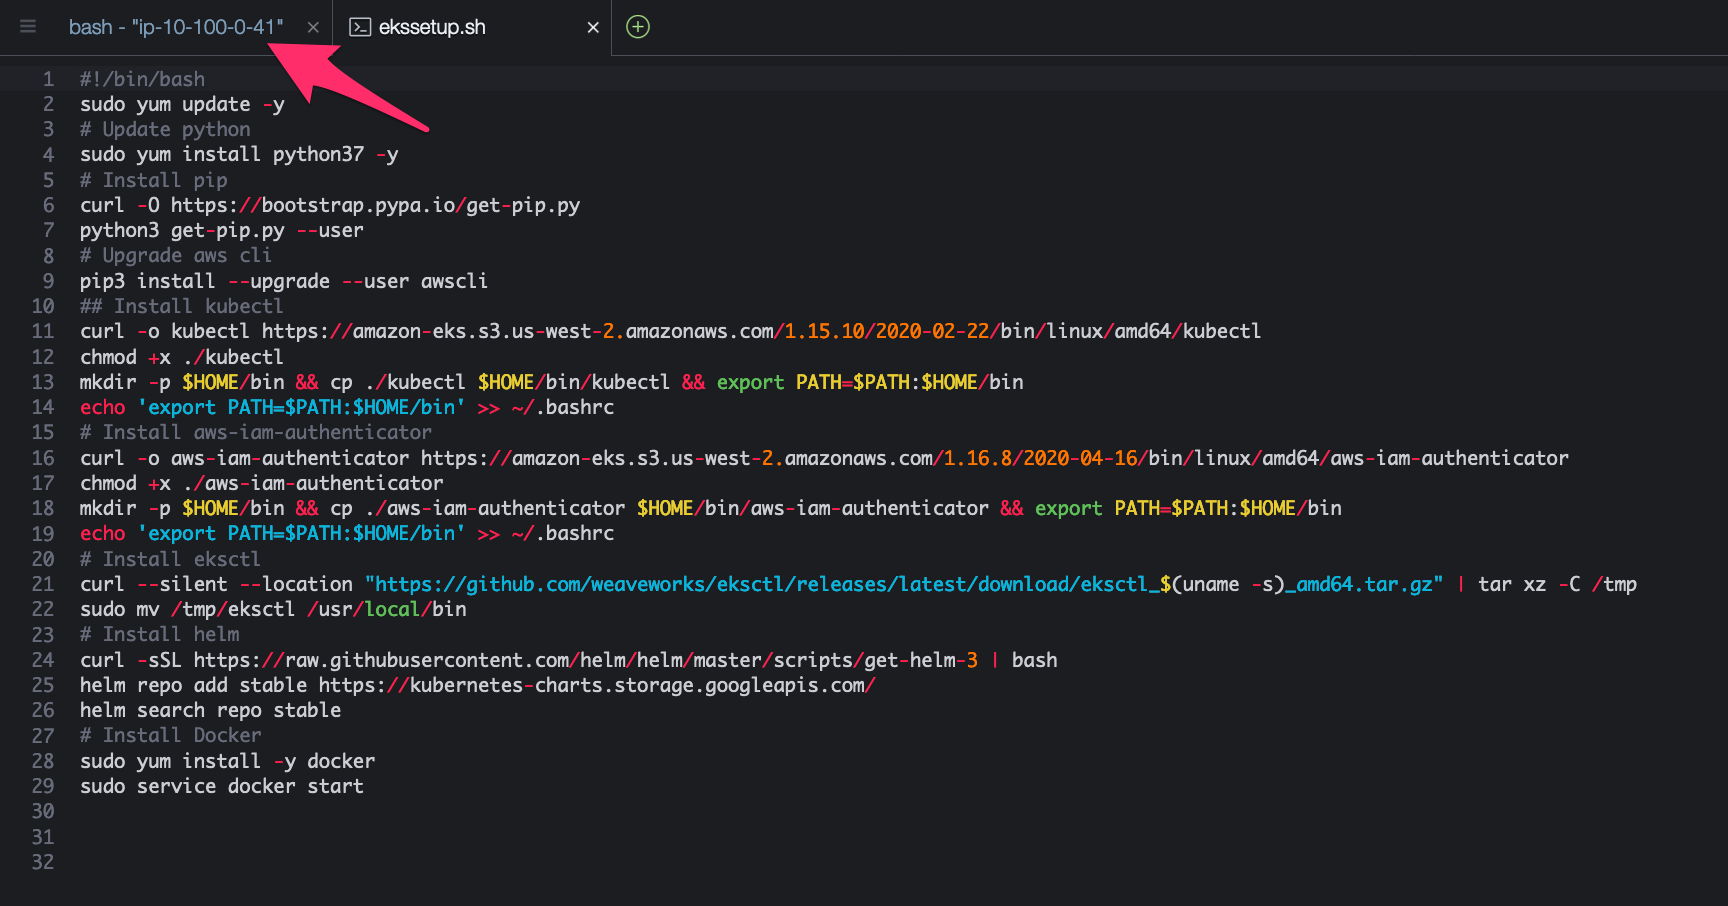 bash - "ip-10-100-0-41" × ekssetup.sh ×
1 #!/bin/bash
2 sudo yum update -y
3 # Update python
4 sudo yum install python37 -y
5 # Install pip
6 curl -O https://bootstrap.pypa.io/get-pip.py
7 python3 get-pip.py --user
8 # Upgrade aws cli
9 pip3 install --upgrade --user awscli
10 ## Install kubectl
11 curl -o kubectl https://amazon-eks.s3.us-west-2.amazonaws.com/1.15.10/2020-02-22/bin/linux/amd64/kubectl
12 chmod +x ./kubectl
13 mkdir -p $HOME/bin && cp ./kubectl $HOME/bin/kubectl && export PATH=$PATH:$HOME/bin
14 echo 'export PATH=$PATH:$HOME/bin' >> ~/.bashrc
15 # Install aws-iam-authenticator
16 curl -o aws-iam-authenticator https://amazon-eks.s3.us-west-2.amazonaws.com/1.16.8/2020-04-16/bin/linux/amd64/aws-iam-authenticator
17 chmod +x ./aws-iam-authenticator
18 mkdir -p $HOME/bin && cp ./aws-iam-authenticator $HOME/bin/aws-iam-authenticator && export PATH=$PATH:$HOME/bin
19 echo 'export PATH=$PATH:$HOME/bin' >> ~/.bashrc
20 # Install eksctl
21 curl --silent --location "https://github.com/weaveworks/eksctl/releases/latest/download/eksctl_$(uname -s)_amd64.tar.gz" | tar xz -C /tmp
22 sudo mv /tmp/eksctl /usr/local/bin
23 # Install helm
24 curl -sSL https://raw.githubusercontent.com/helm/helm/master/scripts/get-helm-3 | bash
25 helm repo add stable https://kubernetes-charts.storage.googleapis.com/
26 helm search repo stable
27 # Install Docker
28 sudo yum install -y docker
29 sudo service docker start
30
31
32